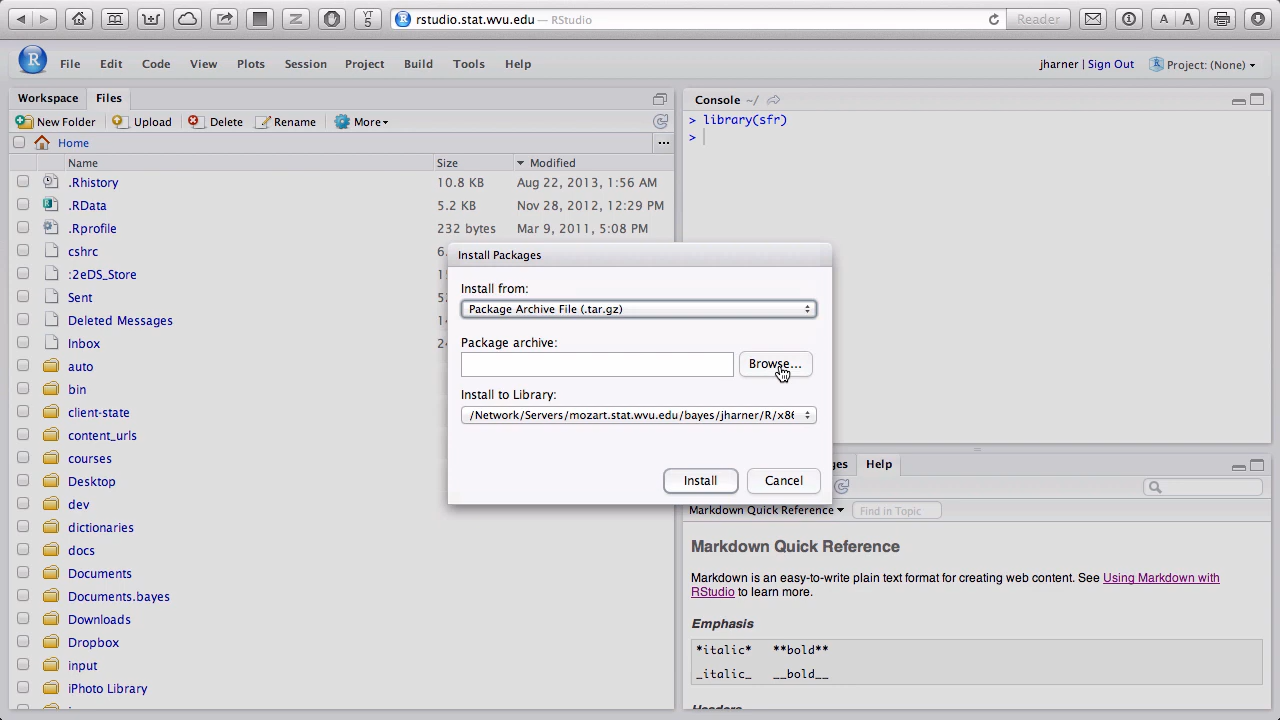 YT
5
rstudio.stat.wvu.edu — RStudio
Reader
A A
R
File Edit Code View Plots Session Project Build Tools Help
jharner | Sign Out
Project: (None)
Workspace Files
New Folder Upload Delete Rename More
Home
Name Size Modified
.Rhistory 10.8 KB Aug 22, 2013, 1:56 AM
.RData 5.2 KB Nov 28, 2012, 12:29 PM
.Rprofile 232 bytes Mar 9, 2011, 5:08 PM
cshrc
:2eDS_Store
Sent
Deleted Messages
Inbox
auto
bin
client-state
content_urls
courses
Desktop
dev
dictionaries
docs
Documents
Documents.bayes
Downloads
Dropbox
input
iPhoto Library
Console ~/
> library(sfr)
>
Install Packages
Install from:
Package Archive File (.tar.gz)
Package archive:
Browse...
Install to Library:
/Network/Servers/mozart.stat.wvu.edu/bayes/jharner/R/x86
Install Cancel
Help
Markdown Quick Reference Find in Topic
Markdown Quick Reference
Markdown is an easy-to-write plain text format for creating web content. See Using Markdown with
RStudio to learn more.
Emphasis
*italic* **bold**
_italic_ __bold__